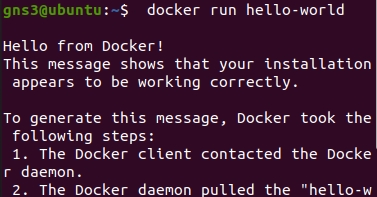 gns3@ubuntu:~$  docker run hello-world
Hello from Docker!
This message shows that your installation
 appears to be working correctly.
To generate this message, Docker took the
 following steps:
 1. The Docker client contacted the Docke
r daemon.
 2. The Docker daemon pulled the "hello-w